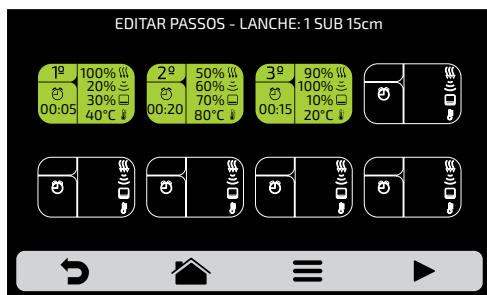 EDITAR PASSOS - LANCHE: 1 SUB 15cm
1º 100%
20%
30%
00:05 40°C
2º 50%
60%
70%
00:20 80°C
3º 90%
100%
10%
00:15 20°C